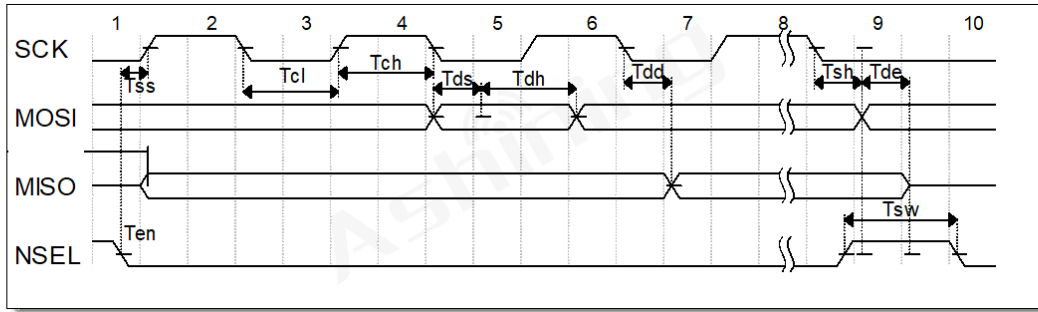 1 2 3 4 5 6 7 8 9 10
SCK
Tss Tcl Tch Tds Tdh Tdd Tsh Tde
MOSI
MISO
Tsw
Ten
NSEL
Ashining